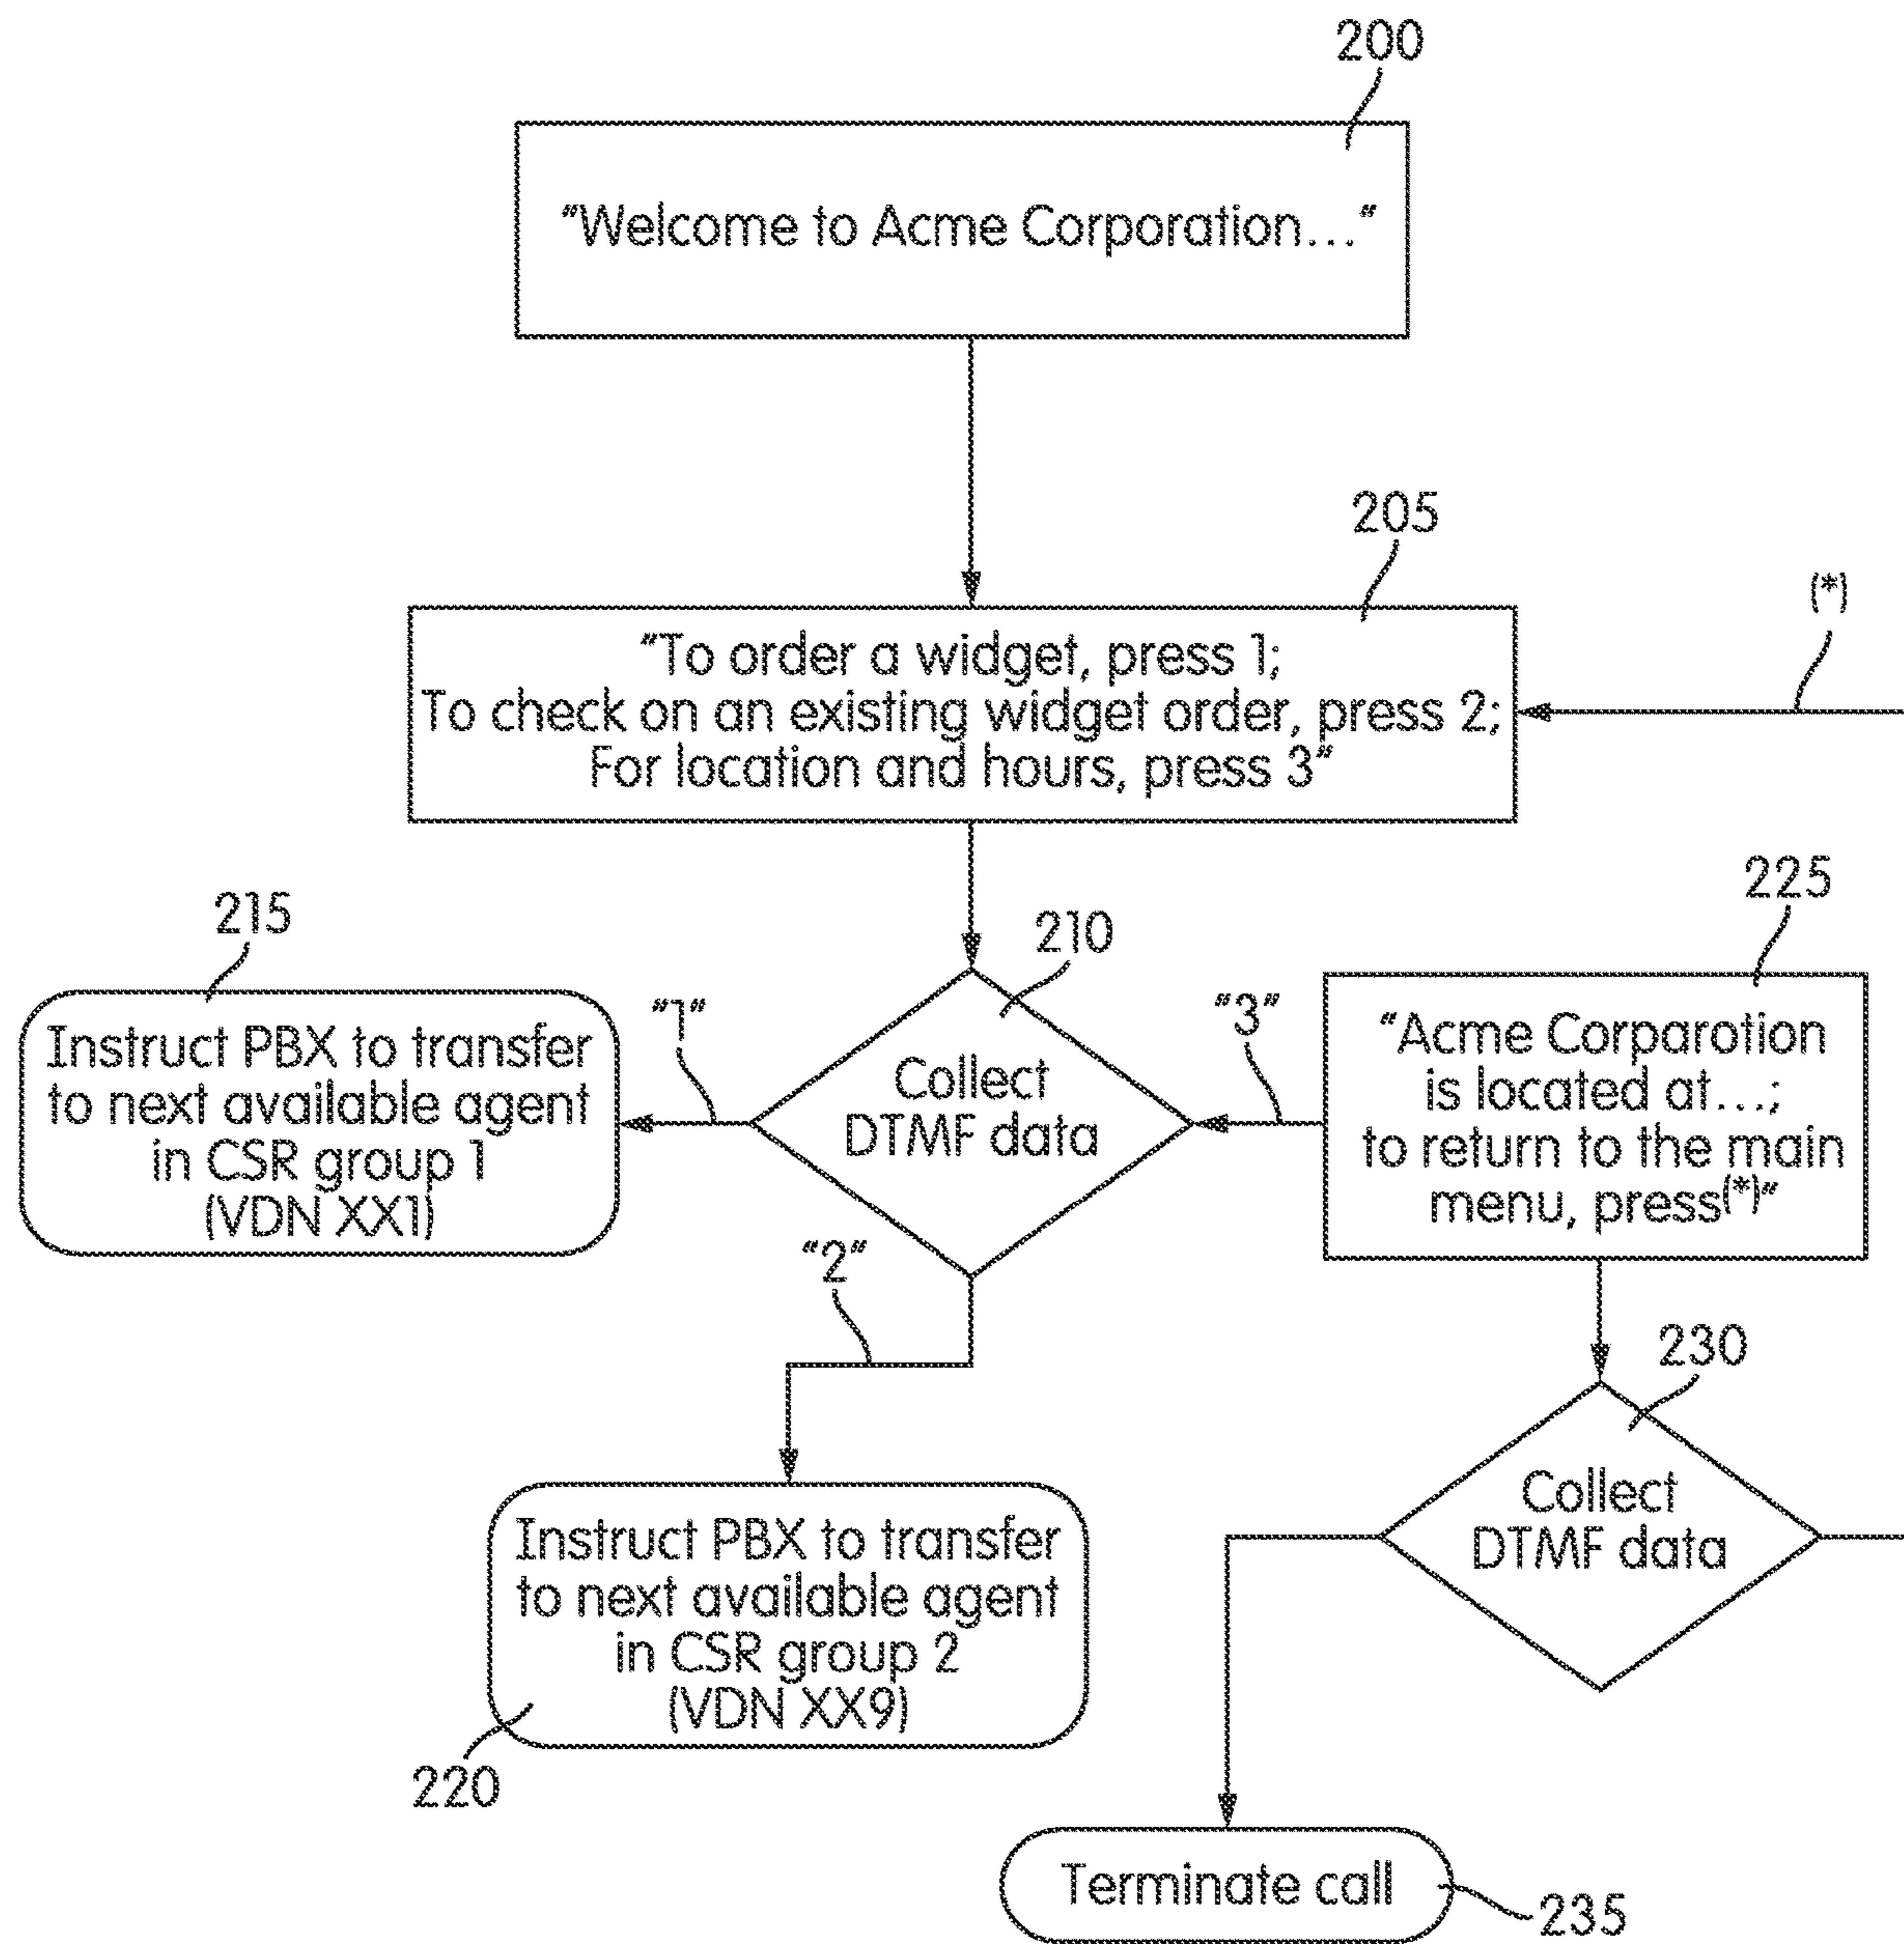 200
“Welcome to Acme Corporation...”
205
“To order a widget, press 1;
To check on an existing widget order, press 2;
For location and hours, press 3”
(*)
215
Instruct PBX to transfer
to next available agent
in CSR group 1
(VDN XX1)
“1”
210
Collect
DTMF data
“3”
225
“Acme Corparotion
is located at...;
to return to the main
menu, press(*)”
“2”
220
Instruct PBX to transfer
to next available agent
in CSR group 2
(VDN XX9)
230
Collect
DTMF data
Terminate call
235